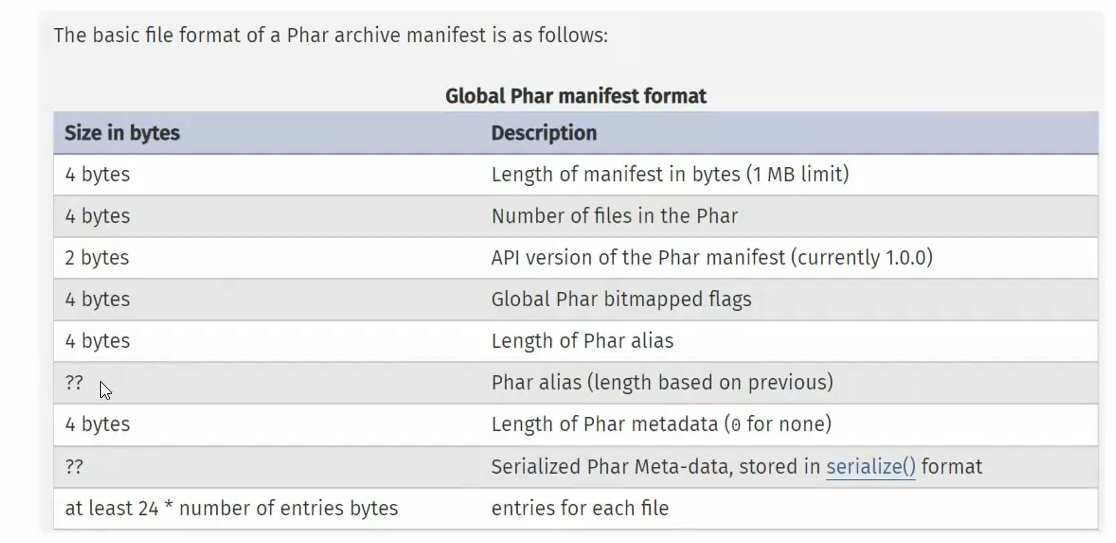 The basic file format of a Phar archive manifest is as follows:
Global Phar manifest format
Size in bytes Description
4 bytes Length of manifest in bytes (1 MB limit)
4 bytes Number of files in the Phar
2 bytes API version of the Phar manifest (currently 1.0.0)
4 bytes Global Phar bitmapped flags
4 bytes Length of Phar alias
?? Phar alias (length based on previous)
4 bytes Length of Phar metadata (0 for none)
?? Serialized Phar Meta-data, stored in serialize() format
at least 24 * number of entries bytes entries for each file